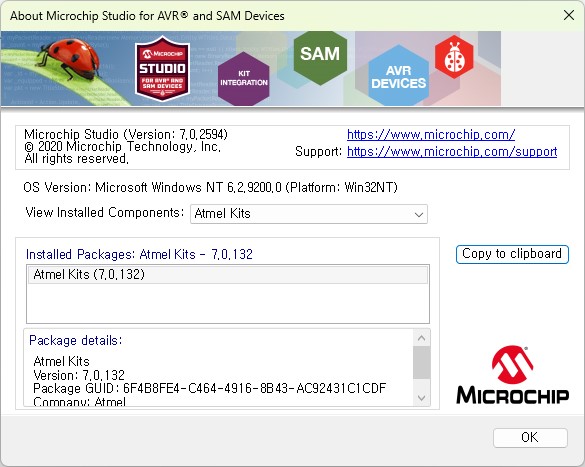 About Microchip Studio for AVR® and SAM Devices
MICROCHIP
STUDIO
FOR AVR® AND
SAM DEVICES
KIT
INTEGRATION
SAM
AVR
DEVICES
Microchip Studio (Version: 7.0.2594)
© 2020 Microchip Technology, Inc.
All rights reserved.
https://www.microchip.com/
Support: https://www.microchip.com/support
OS Version: Microsoft Windows NT 6.2.9200.0 (Platform: Win32NT)
View Installed Components: Atmel Kits
Installed Packages: Atmel Kits - 7.0.132
Copy to clipboard
Atmel Kits (7.0.132)
Package details:
Atmel Kits
Version: 7.0.132
Package GUID: 6F4B8FE4-C464-4916-8B43-AC92431C1CDF
Company: Atmel
MICROCHIP
OK